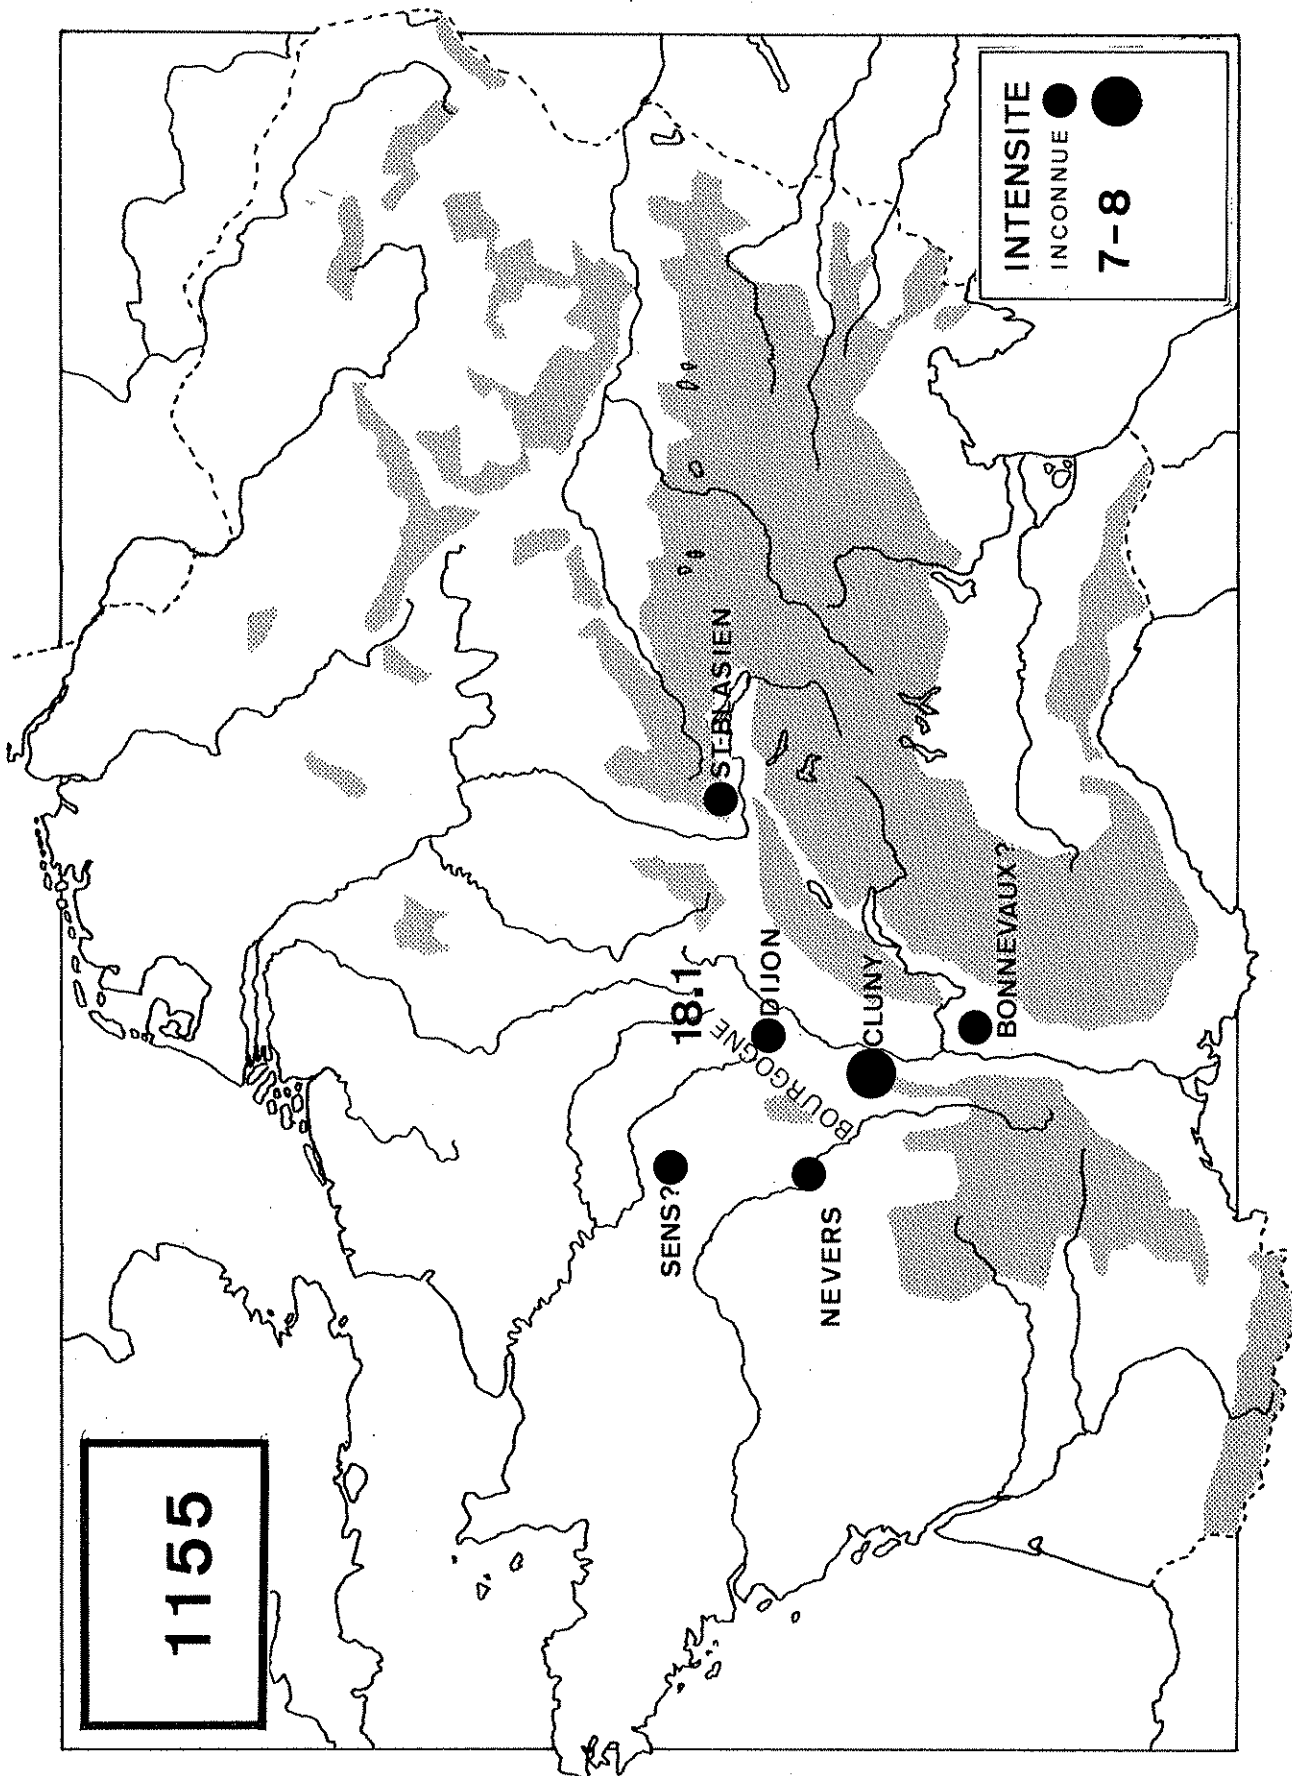 1155
INTENSITE
INCONNUE
7-8
18.1
ST-BLASIEN
SENS?
DIJON
BOURGOGNE
NEVERS
CLUNY
BONNEVAUX?